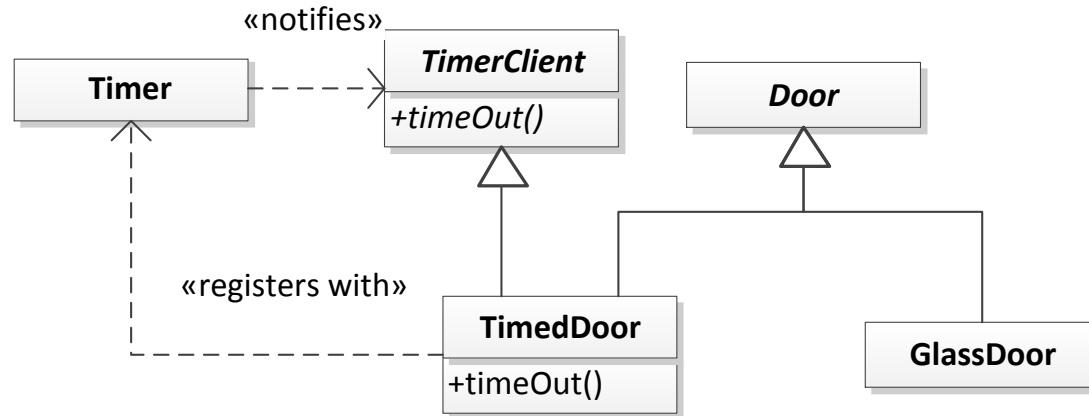 «notifies»
TimerClient
+timeOut()
Timer
Door
«registers with»
TimedDoor
+timeOut()
GlassDoor